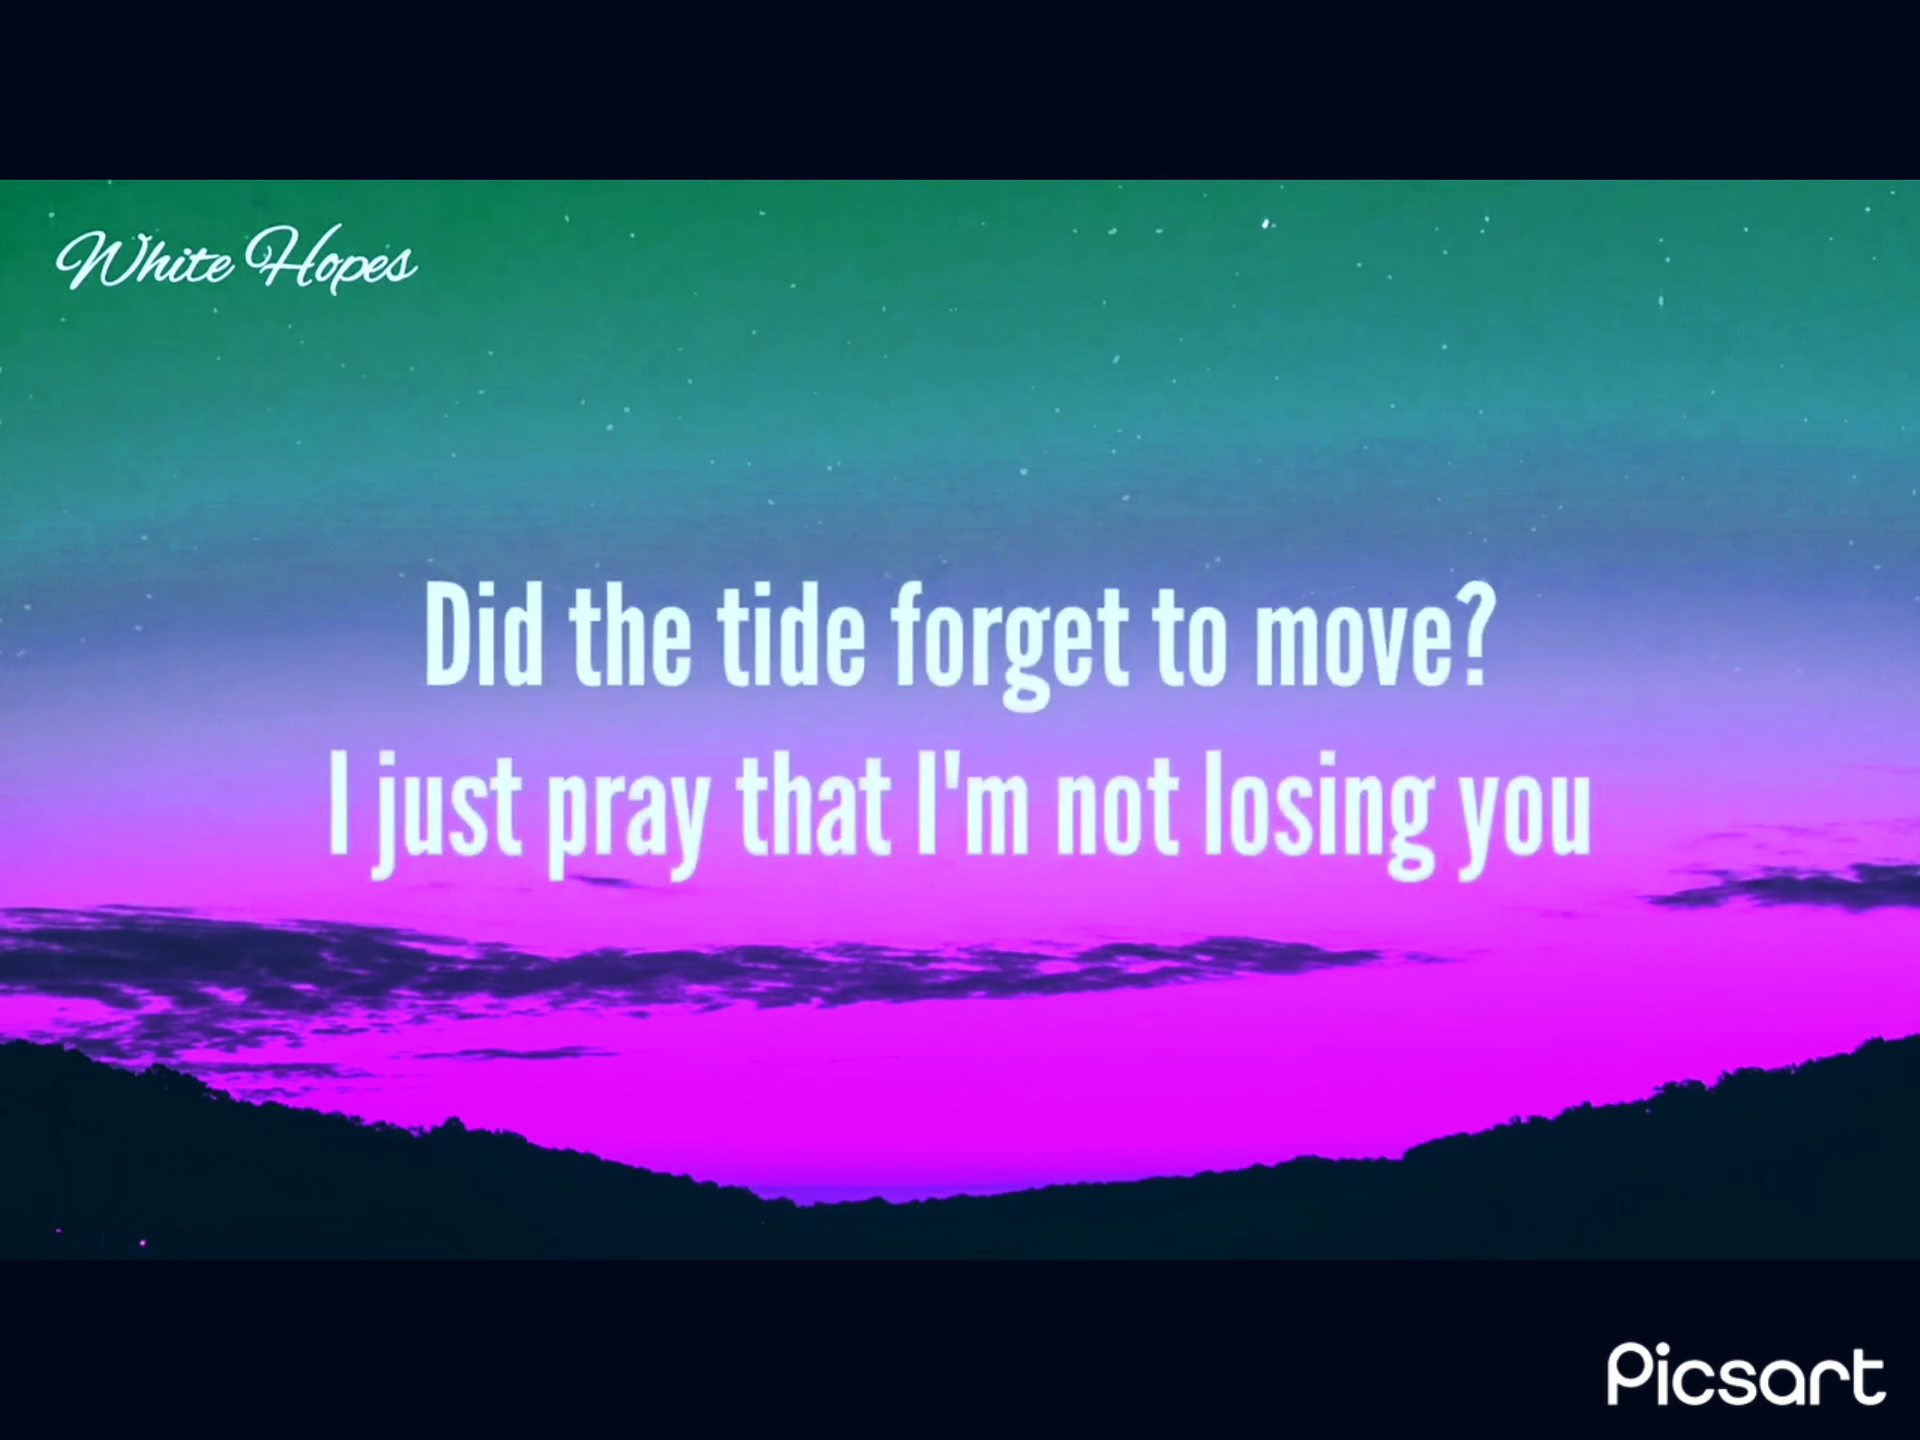 White Hopes
Did the tide forget to move?
I just pray that I'm not losing you
Picsart